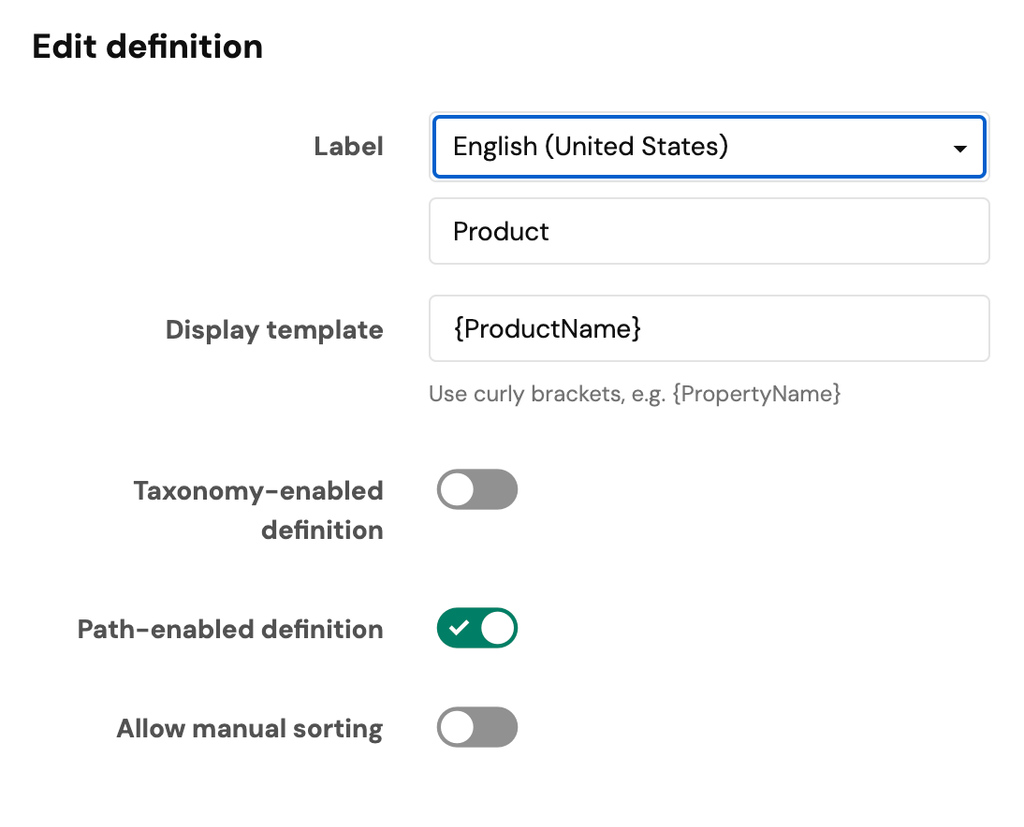 Edit definition
Label
English (United States)
Product
Display template
{ProductName}
Use curly brackets, e.g. {PropertyName}
Taxonomy-enabled
definition
Path-enabled definition
Allow manual sorting